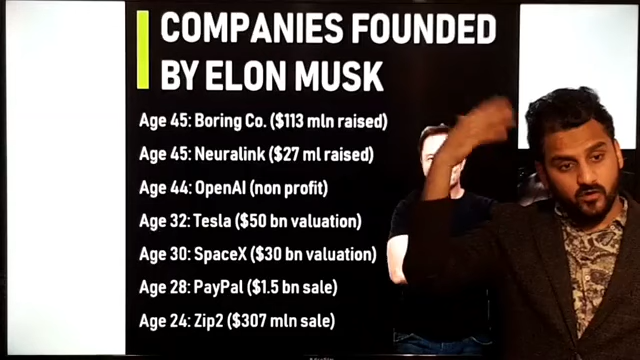 COMPANIES FOUNDED
BY ELON MUSK
Age 45: Boring Co. ($113 mln raised)
Age 45: Neuralink ($27 ml raised)
Age 44: OpenAI (non profit)
Age 32: Tesla ($50 bn valuation)
Age 30: SpaceX ($30 bn valuation)
Age 28: PayPal ($1.5 bn sale)
Age 24: Zip2 ($307 mln sale)